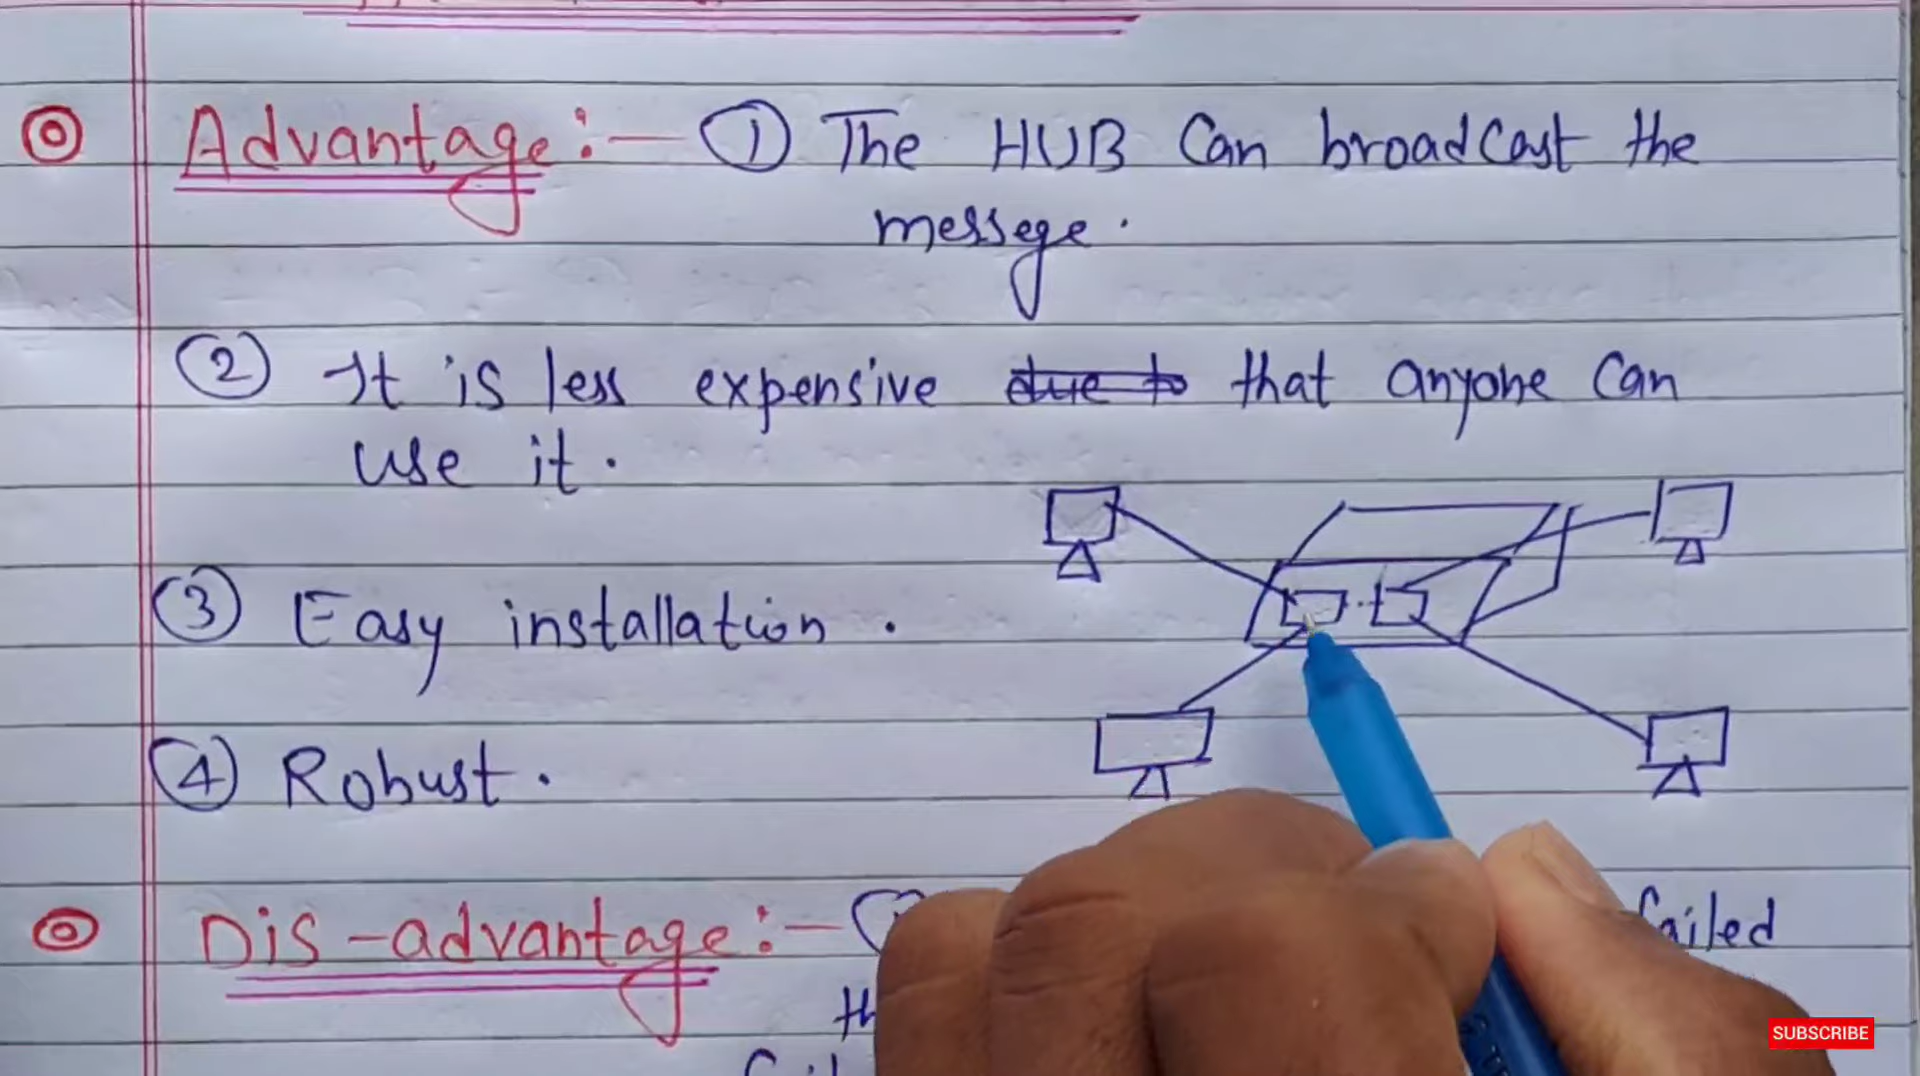 Advantage:- ① The HUB Can broadcast the
messege.
② It is less expensive due to that anyone Can
use it.
③ Easy installation.
④ Robust.
Dis-advantage:- failed
SUBSCRIBE